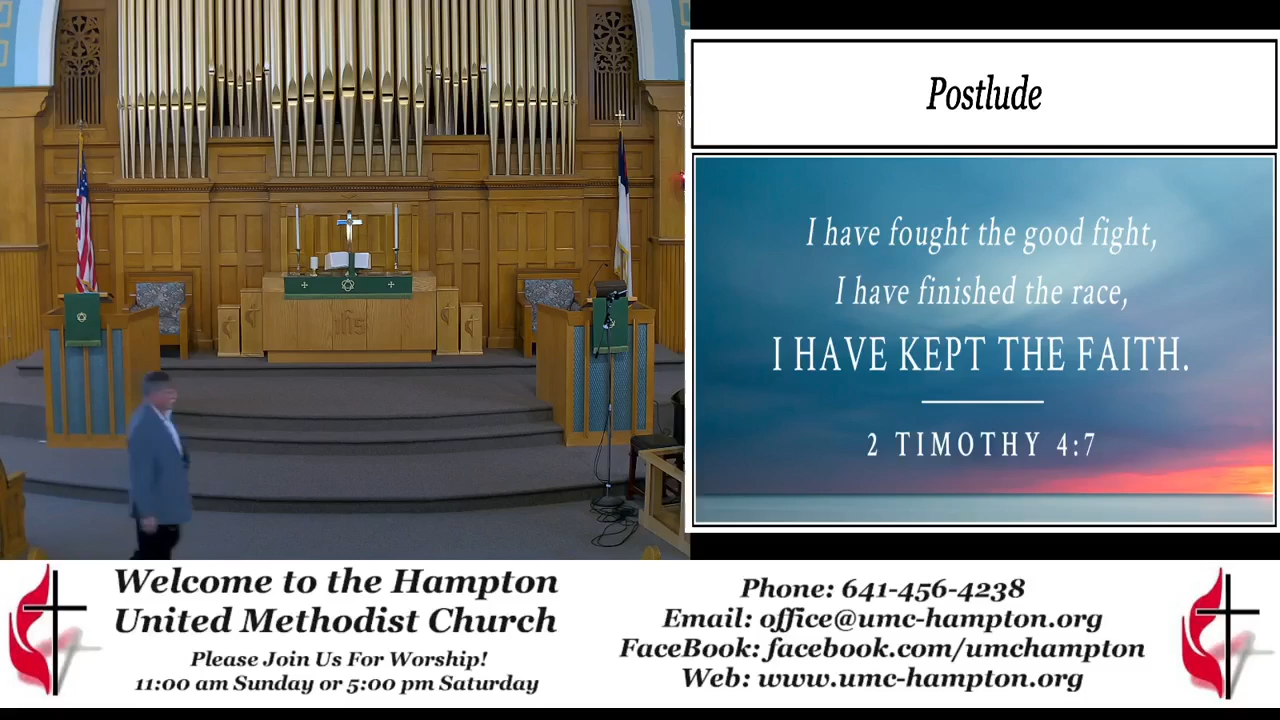 Postlude
I have fought the good fight,
I have finished the race,
I HAVE KEPT THE FAITH.
2 TIMOTHY 4:7
ihs
Welcome to the Hampton
United Methodist Church
Please Join Us For Worship!
11:00 am Sunday or 5:00 pm Saturday
Phone: 641-456-4238
Email: office@umc-hampton.org
FaceBook: facebook.com/umchampton
Web: www.umc-hampton.org